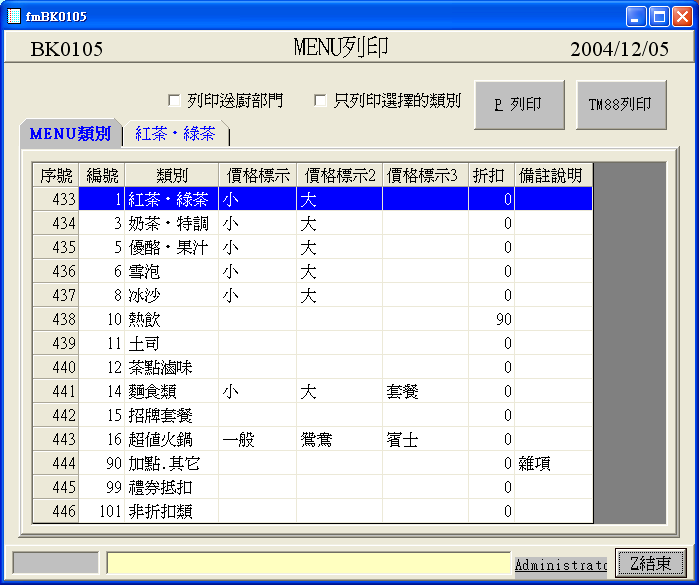 fmBK0105
BK0105 MENU列印 2004/12/05
列印送廚部門 只列印選擇的類別 P 列印 TM88列印
MENU類別 紅茶‧綠茶
序號 編號 類別 價格標示 價格標示2 價格標示3 折扣 備註說明
433 1 紅茶‧綠茶 小 大 0
434 3 奶茶‧特調 小 大 0
435 5 優酪‧果汁 小 大 0
436 6 雪泡 小 大 0
437 8 冰沙 小 大 0
438 10 熱飲 90
439 11 土司 0
440 12 茶點滷味 0
441 14 麵食類 小 大 套餐 0
442 15 招牌套餐 0
443 16 超值火鍋 一般 鴛鴦 賓士 0
444 90 加點.其它 0 雜項
445 99 禮券抵扣 0
446 101 非折扣類 0
Administrato Z結束